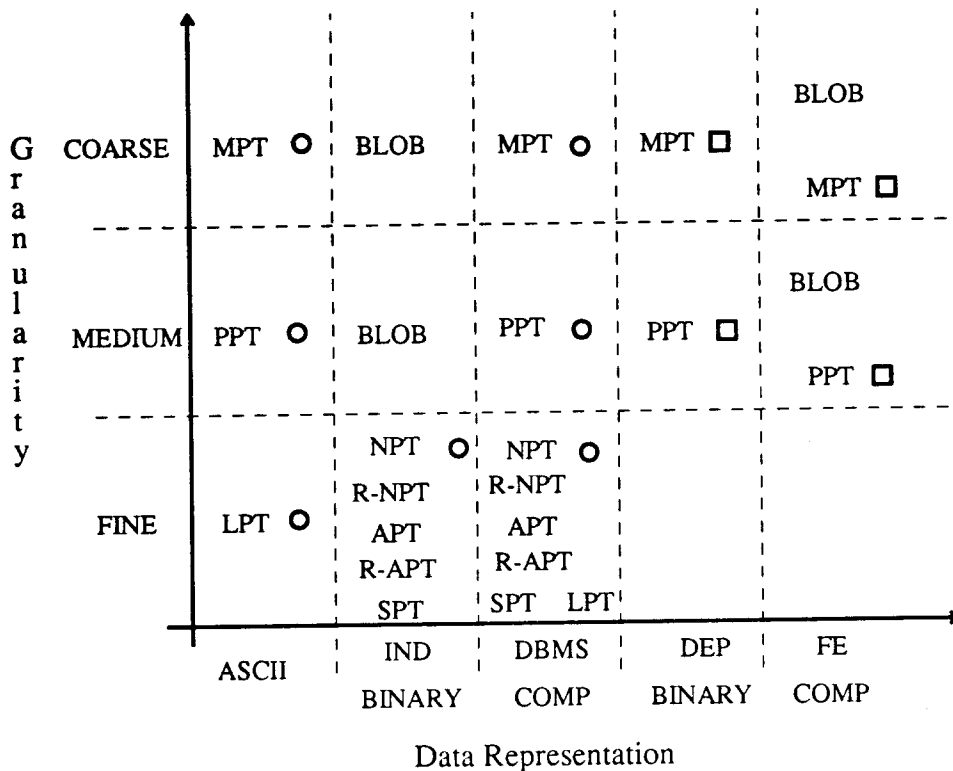 Granularity
BLOB
COARSE MPT BLOB MPT MPT
MPT
BLOB
MEDIUM PPT BLOB PPT PPT
PPT
NPT NPT
R-NPT R-NPT
FINE LPT APT APT
R-APT R-APT
SPT SPT LPT
ASCII IND DBMS DEP FE
BINARY COMP BINARY COMP
Data Representation